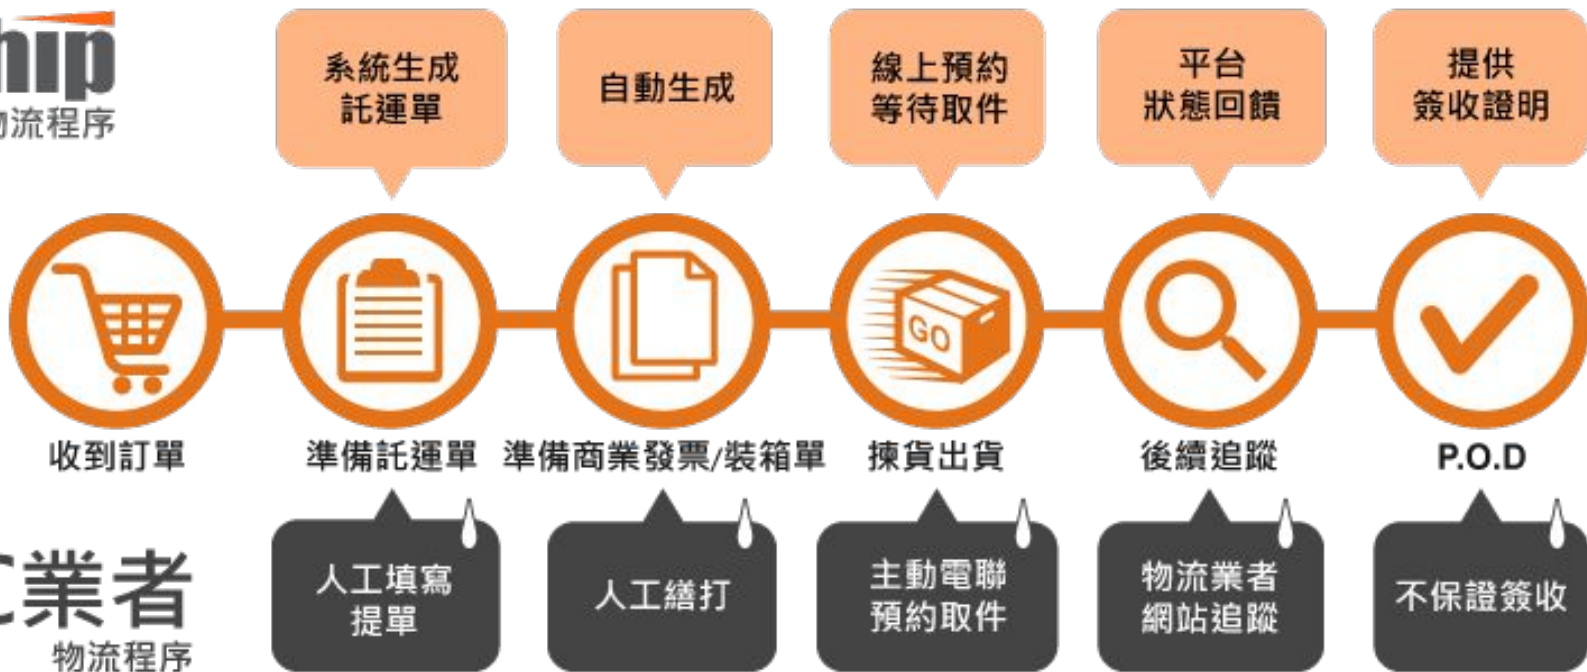 hip
物流程序
系統生成
託運單
自動生成
線上預約
等待取件
平台
狀態回饋
提供
簽收證明
GO
收到訂單
準備託運單
準備商業發票/裝箱單
揀貨出貨
後續追蹤
P.O.D
C業者
物流程序
人工填寫
提單
人工繕打
主動電聯
預約取件
物流業者
網站追蹤
不保證簽收